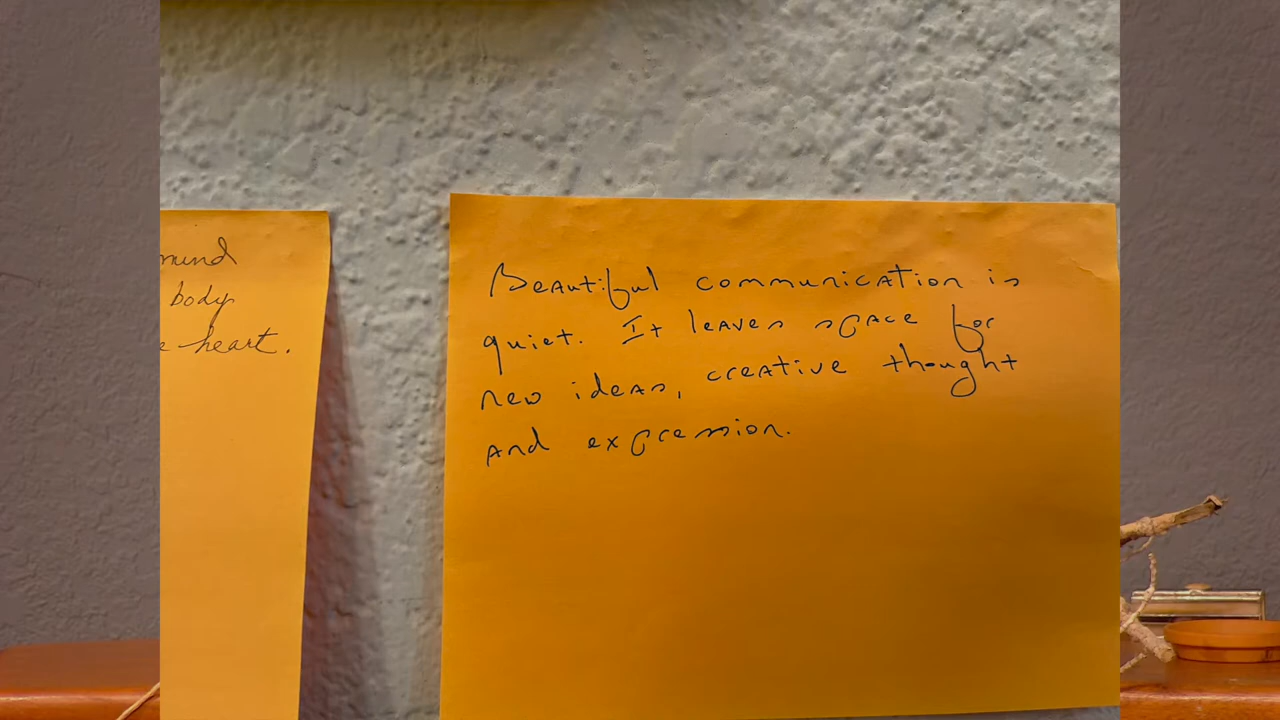 mind
body
heart.
Beautiful communication is
quiet. It leaves space for
new ideas, creative thought
and expression.